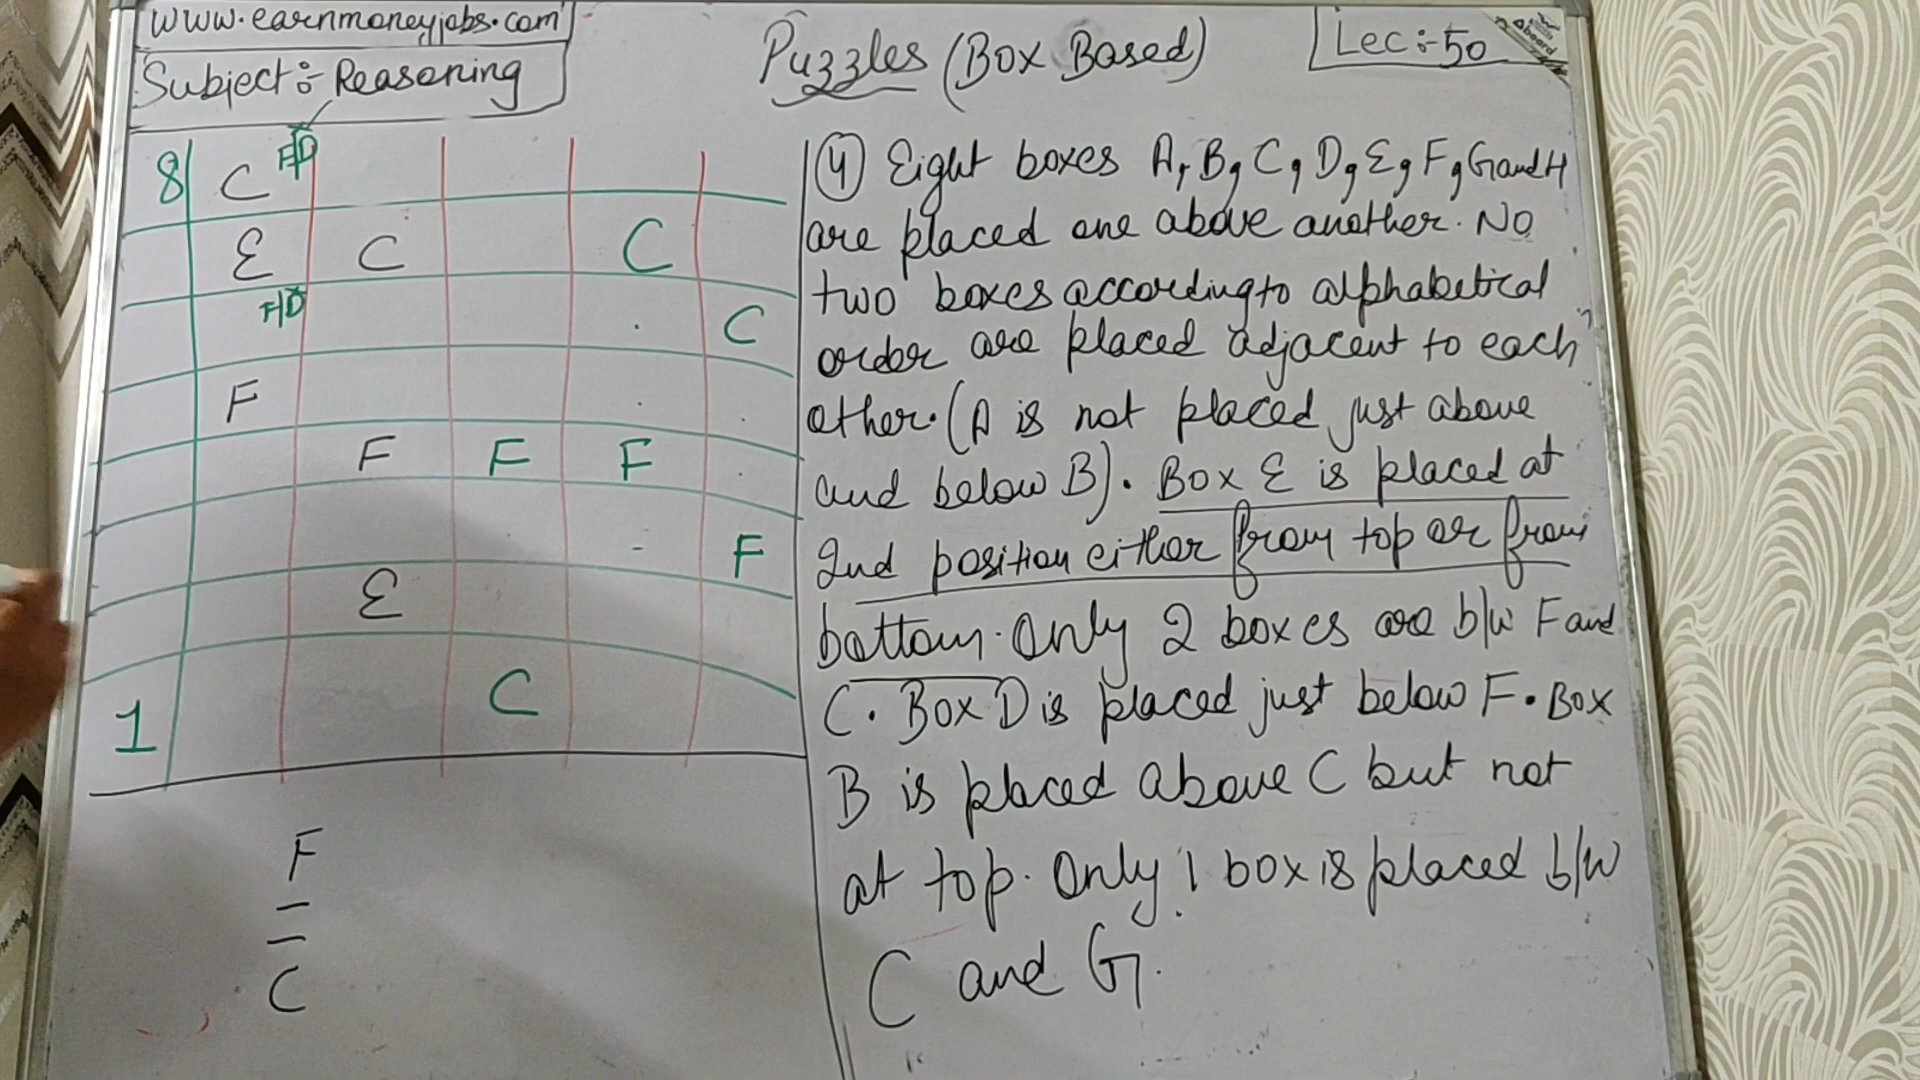 www.earnmoneyjobs.com
Subject:- Reasoning
Puzzles (Box Based)
Lec:-50
8 C F/D
E C C
F/D C
F
F F F
F
E
C
1
F
C
④ Eight boxes A, B, C, D, E, F, G and H
are placed one above another. No
two boxes according to alphabetical
order are placed adjacent to each
other. (A is not placed just above
and below B). Box E is placed at
2nd position either from top or from
bottom. Only 2 boxes are b/w F and
C. Box D is placed just below F. Box
B is placed above C but not
at top. Only 1 box is placed b/w
C and G.